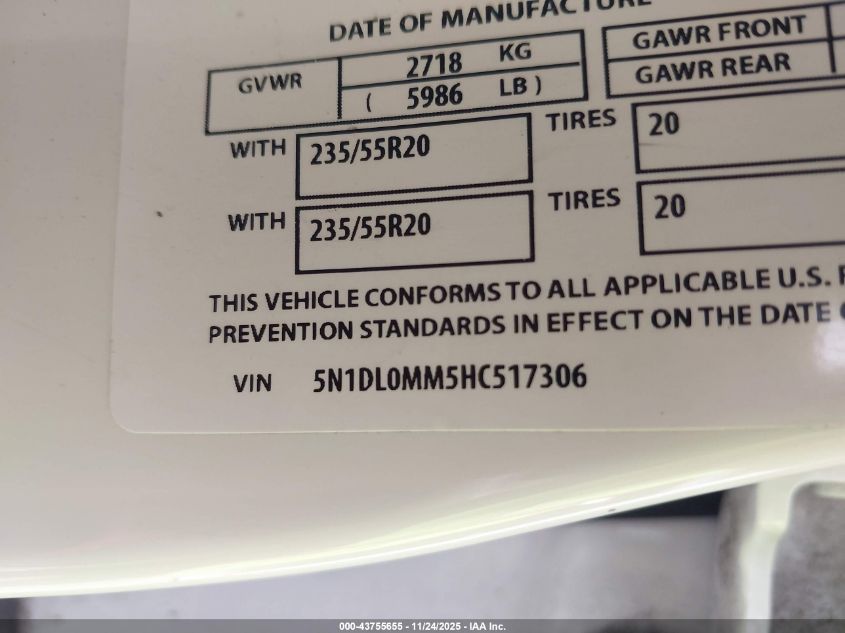 DATE OF MANUFACTURE
GVWR 2718 KG
( 5986 LB )
GAWR FRONT
GAWR REAR
WITH 235/55R20 TIRES 20
WITH 235/55R20 TIRES 20
THIS VEHICLE CONFORMS TO ALL APPLICABLE U.S.
PREVENTION STANDARDS IN EFFECT ON THE DATE
VIN 5N1DL0MM5HC517306
000-43755655 - 11/24/2025 - IAA Inc.